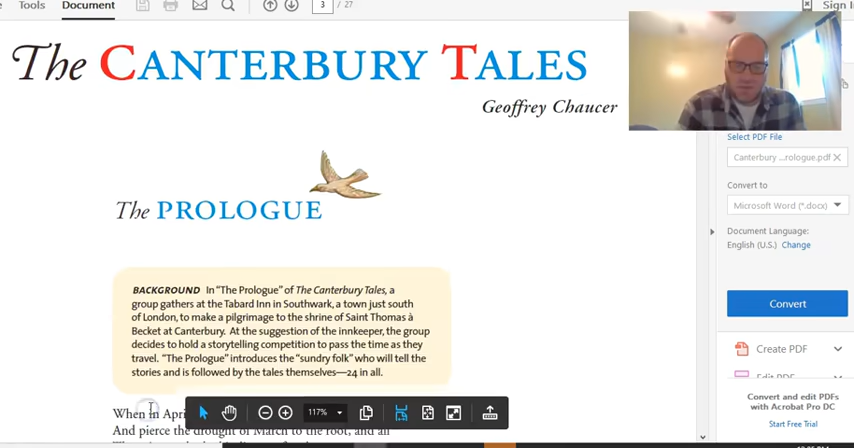 Tools Document 3 / 27 Sign In
The CANTERBURY TALES
Geoffrey Chaucer
The PROLOGUE
BACKGROUND In "The Prologue" of The Canterbury Tales, a
group gathers at the Tabard Inn in Southwark, a town just south
of London, to make a pilgrimage to the shrine of Saint Thomas à
Becket at Canterbury. At the suggestion of the innkeeper, the group
decides to hold a storytelling competition to pass the time as they
travel. "The Prologue" introduces the "sundry folk" who will tell the
stories and is followed by the tales themselves—24 in all.
When in Apri
And pierce the drought of March to the root, and all
117%
Select PDF File
Canterbury ...rologue.pdf
Convert to
Microsoft Word (*.docx)
Document Language:
English (U.S.) Change
Convert
Create PDF
Edit PDF
Convert and edit PDFs
with Acrobat Pro DC
Start Free Trial